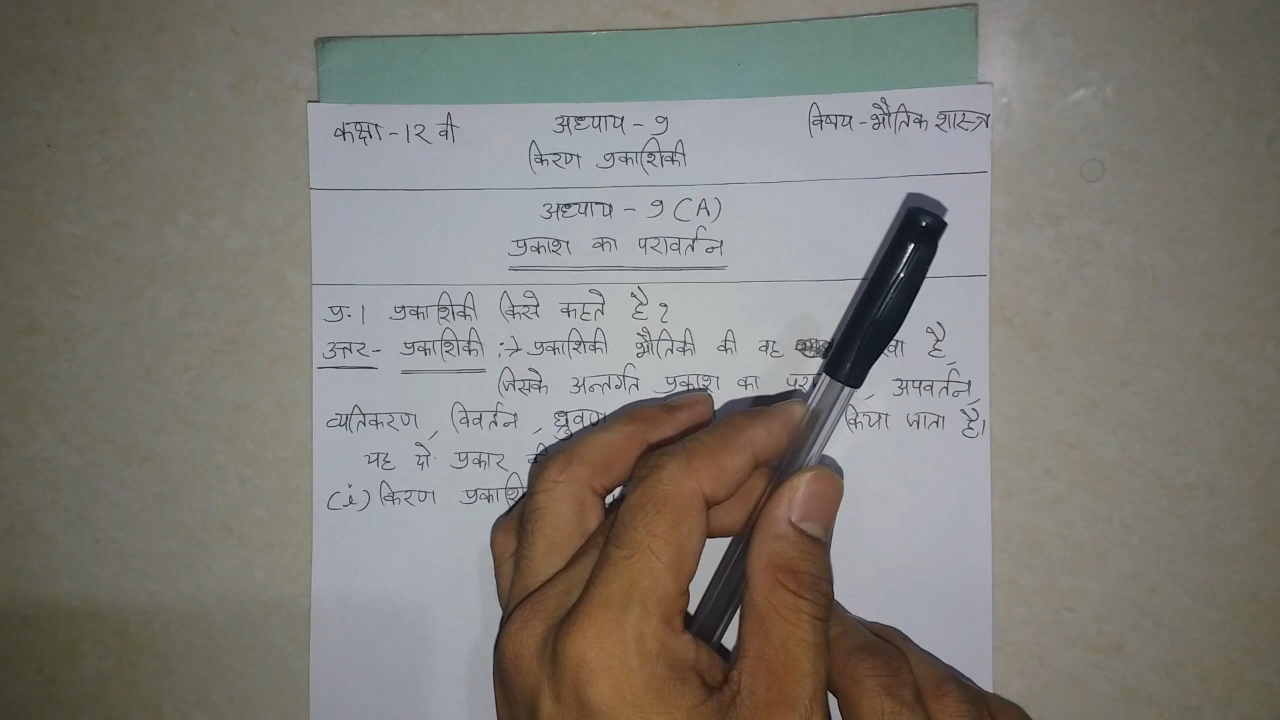 कक्षा - 12 वी अध्याय - 9 विषय - भौतिक शास्त्र
किरण प्रकाशिकी
अध्याय - 9 (A)
प्रकाश का परावर्तन
प्र.1 प्रकाशिकी किसे कहते है ?
उत्तर - प्रकाशिकी :→ प्रकाशिकी भौतिकी की वह है,
जिसके अन्तर्गत प्रकाश का , अपवर्तन,
व्यतिकरण, विवर्तन, ध्रुवण किया जाता है।
यह दो प्रकार
(i) किरण